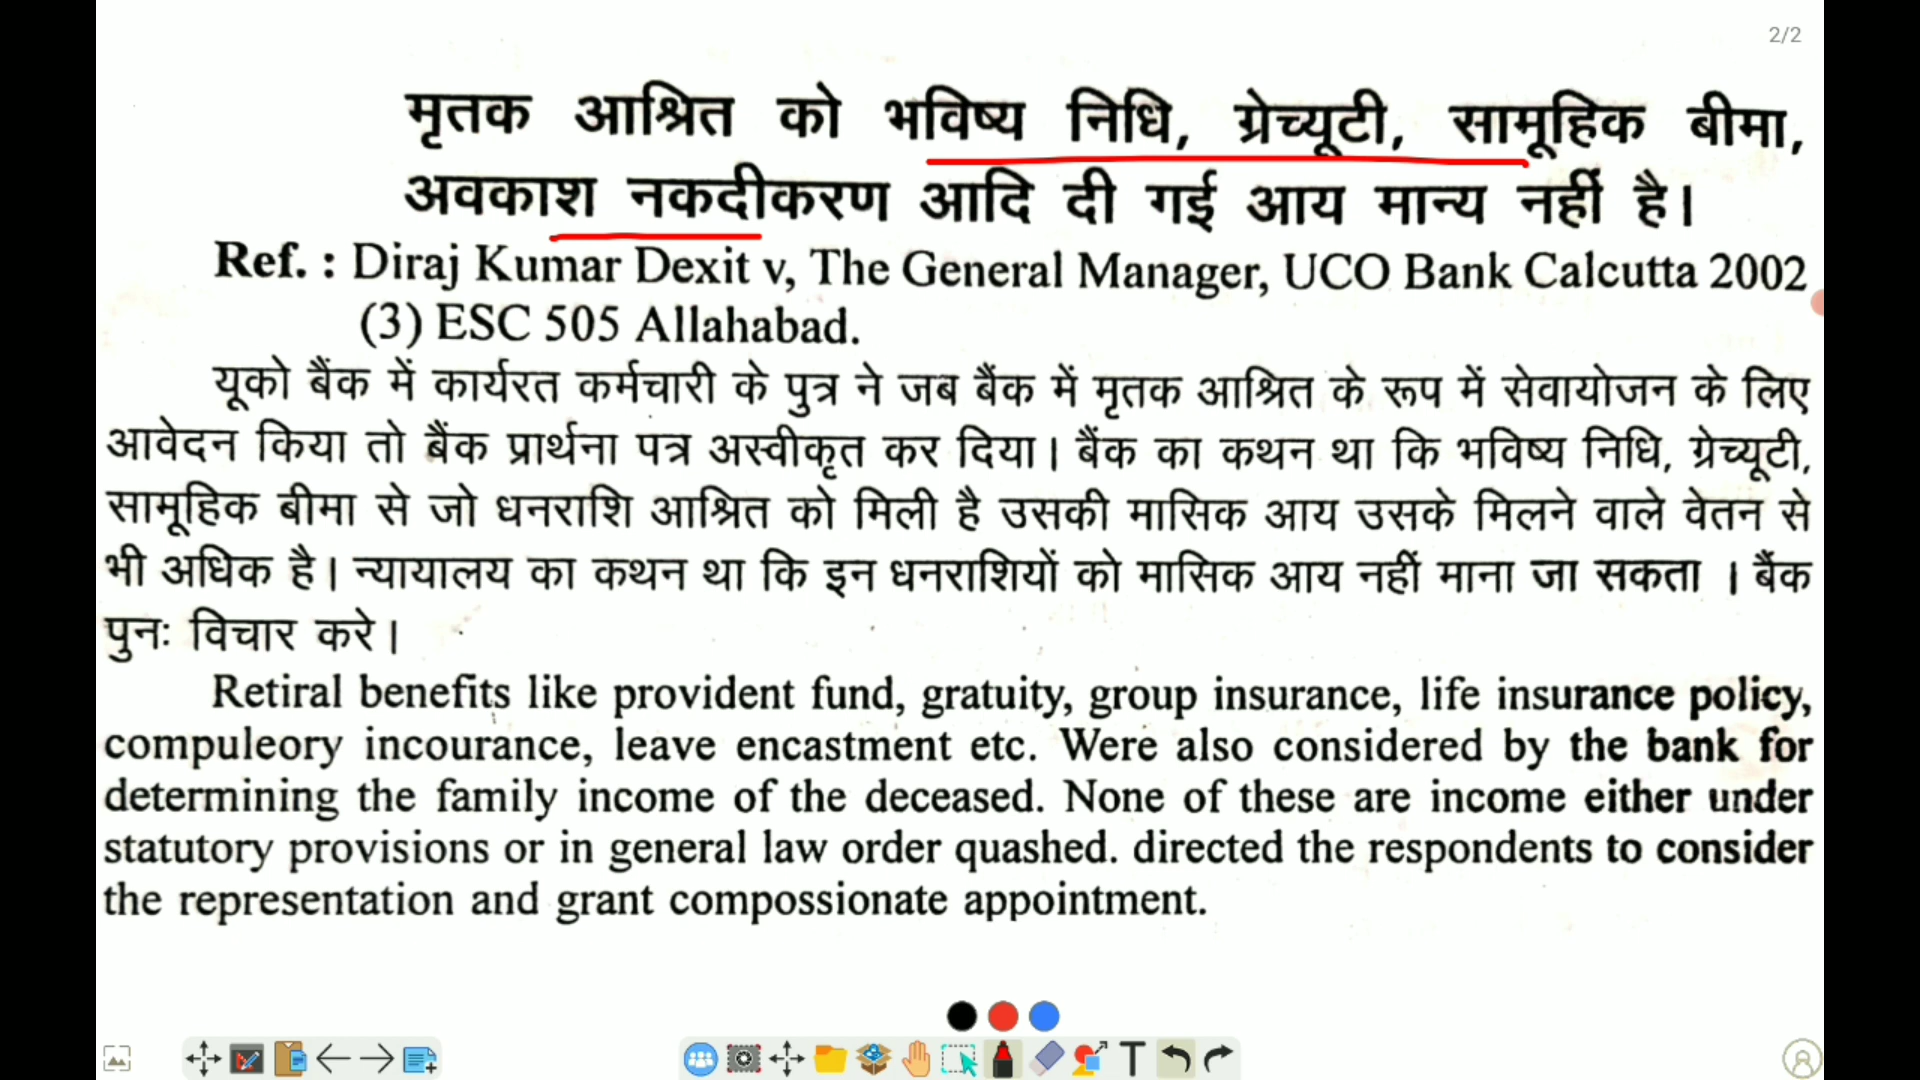 2/2
मृतक आश्रित को भविष्य निधि, ग्रेच्यूटी, सामूहिक बीमा,
अवकाश नकदीकरण आदि दी गई आय मान्य नहीं है।
Ref. : Diraj Kumar Dexit v, The General Manager, UCO Bank Calcutta 2002
(3) ESC 505 Allahabad.
यूको बैंक में कार्यरत कर्मचारी के पुत्र ने जब बैंक में मृतक आश्रित के रूप में सेवायोजन के लिए
आवेदन किया तो बैंक प्रार्थना पत्र अस्वीकृत कर दिया। बैंक का कथन था कि भविष्य निधि, ग्रेच्यूटी,
सामूहिक बीमा से जो धनराशि आश्रित को मिली है उसकी मासिक आय उसके मिलने वाले वेतन से
भी अधिक है। न्यायालय का कथन था कि इन धनराशियों को मासिक आय नहीं माना जा सकता । बैंक
पुनः विचार करे।
Retiral benefits like provident fund, gratuity, group insurance, life insurance policy,
compuleory incourance, leave encastment etc. Were also considered by the bank for
determining the family income of the deceased. None of these are income either under
statutory provisions or in general law order quashed. directed the respondents to consider
the representation and grant compossionate appointment.
T